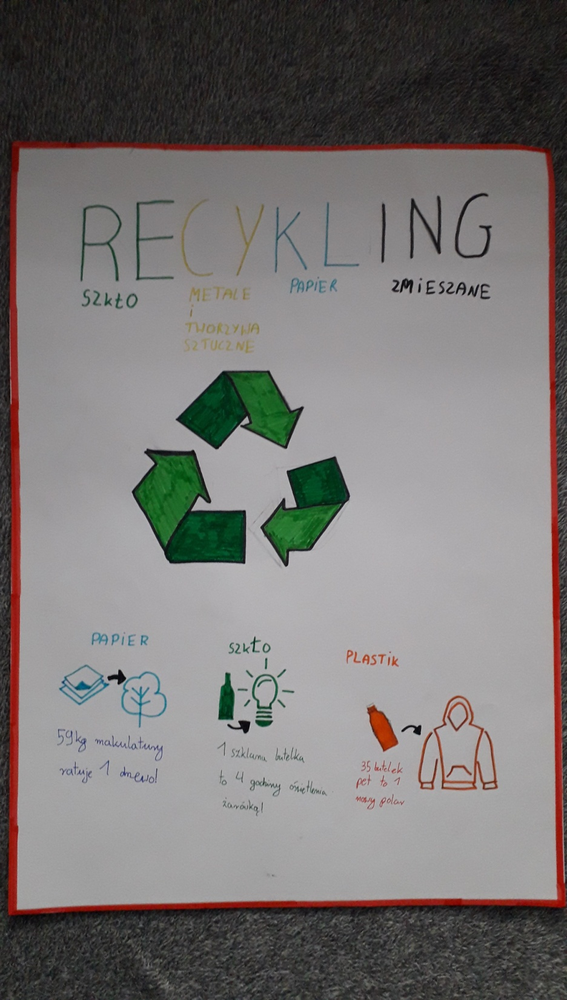 RECYKLING
SZKŁO
METALE
i
TWORZYWA
SZTUCZNE
PAPIER
ZMIESZANE
PAPIER
59kg makulatury
ratuje 1 drzewo!
SZKŁO
1 szklana butelka
to 4 godziny oświetlenia
żarówką!
PLASTIK
35 butelek
pet to 1
nowy polar